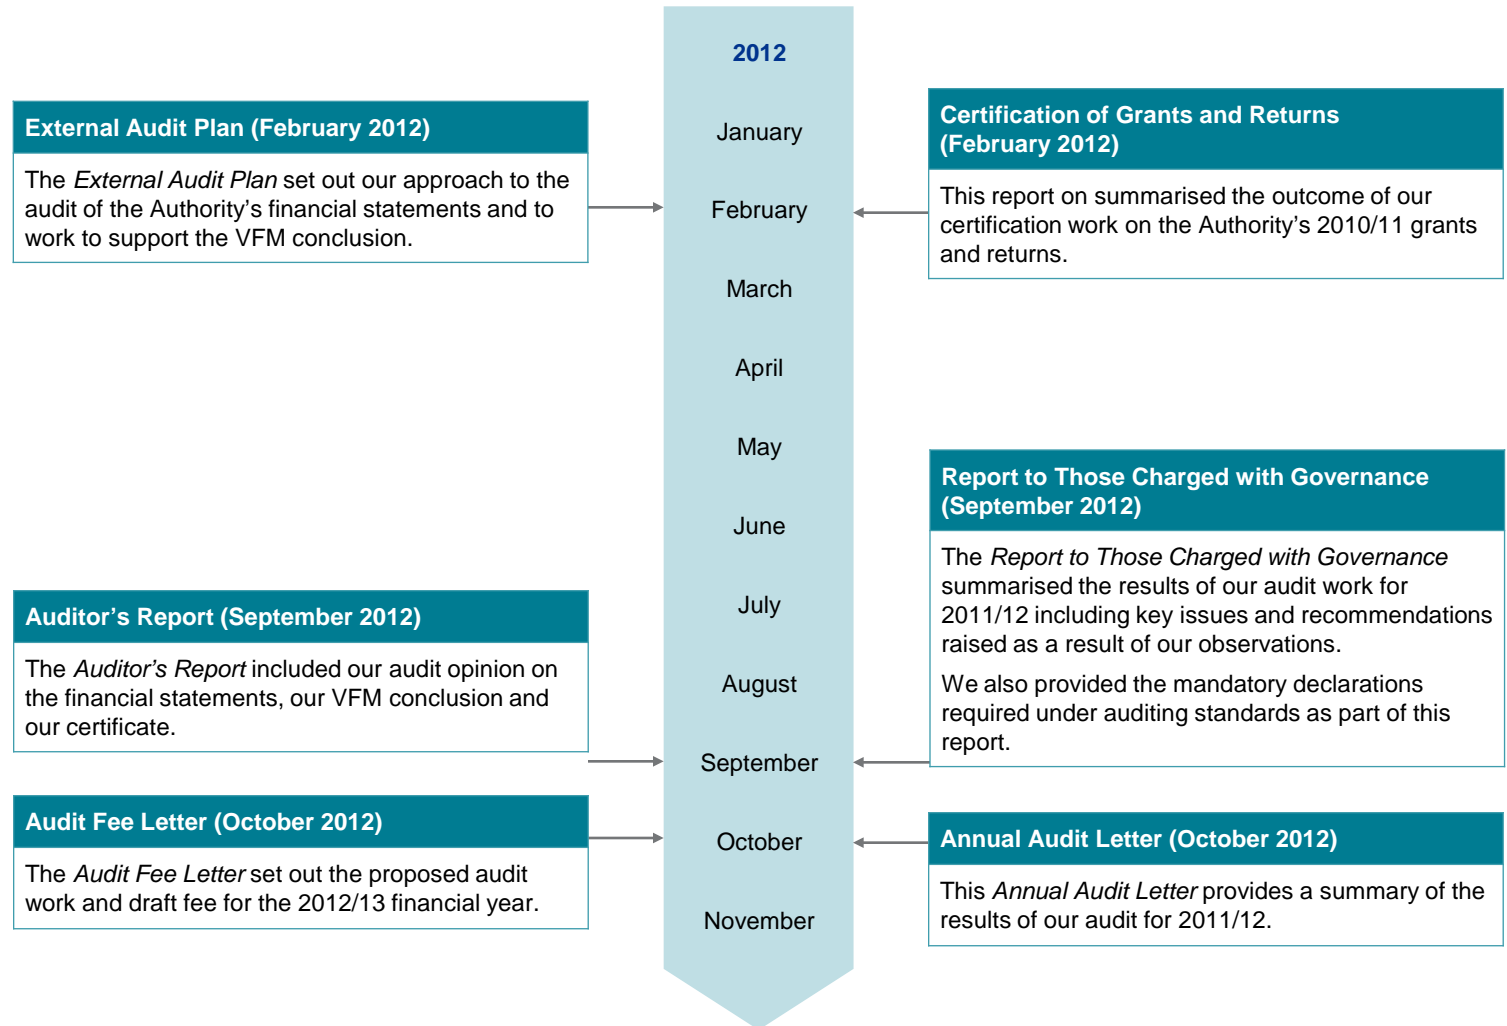 2012
January
February
March
April
May
June
July
August
September
October
November
External Audit Plan (February 2012)
The External Audit Plan set out our approach to the
audit of the Authority’s financial statements and to
work to support the VFM conclusion.
Auditor’s Report (September 2012)
The Auditor’s Report included our audit opinion on
the financial statements, our VFM conclusion and
our certificate.
Audit Fee Letter (October 2012)
The Audit Fee Letter set out the proposed audit
work and draft fee for the 2012/13 financial year.
Certification of Grants and Returns
(February 2012)
This report on summarised the outcome of our
certification work on the Authority’s 2010/11 grants
and returns.
Report to Those Charged with Governance
(September 2012)
The Report to Those Charged with Governance
summarised the results of our audit work for
2011/12 including key issues and recommendations
raised as a result of our observations.
We also provided the mandatory declarations
required under auditing standards as part of this
report.
Annual Audit Letter (October 2012)
This Annual Audit Letter provides a summary of the
results of our audit for 2011/12.